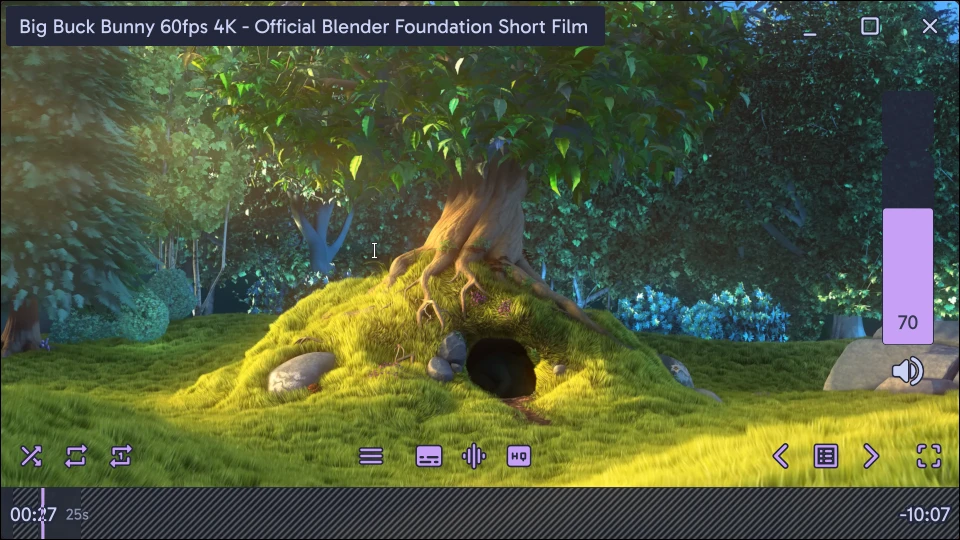 Big Buck Bunny 60fps 4K - Official Blender Foundation Short Film
70
HQ
00:27 25s -10:07